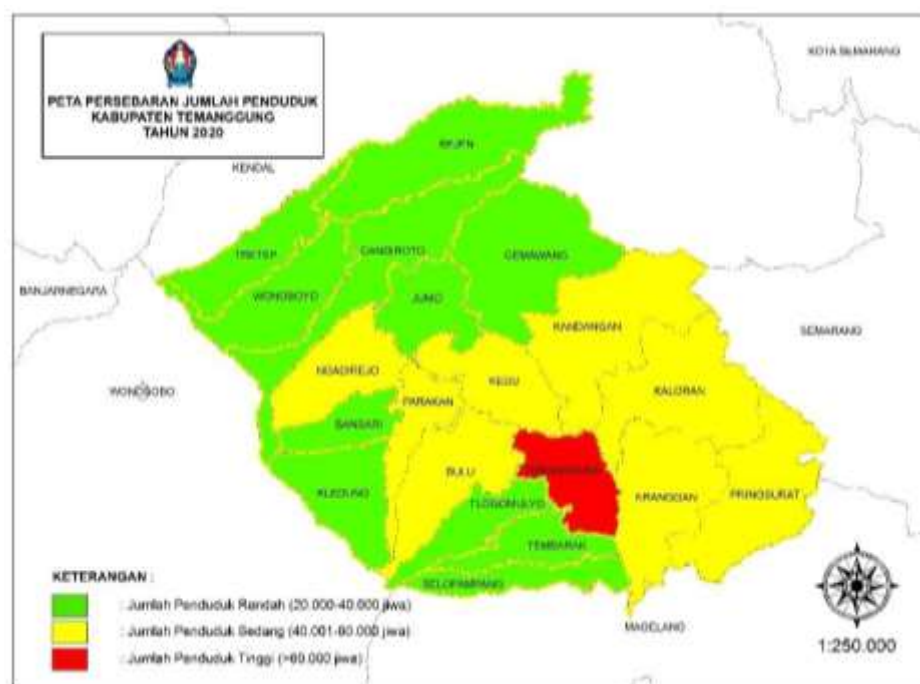 PETA PERSEBARAN JUMLAH PENDUDUK
KABUPATEN TEMANGGUNG
TAHUN 2020
KOTA SEMARANG
KENDAL
BEJEN
TRETEP
CANDIROTO
GEMAWANG
WONOBOYO
JUMO
BANJARNEGARA
KANDANGAN
SEMARANG
NGADIREJO
KEDU
KALORAN
WONOSOBO
PARAKAN
BANSARI
BULU
KLEDUNG
TLOGOMULYO
KRANGGAN
PRINGSURAT
TEMBARAK
SELOPAMPANG
MAGELANG
KETERANGAN :
: Jumlah Penduduk Randah (20.000-40.000 jiwa)
: Jumlah Penduduk Sedang (40.001-60.000 jiwa)
: Jumlah Penduduk Tinggi (>60.000 jiwa)
1:250.000